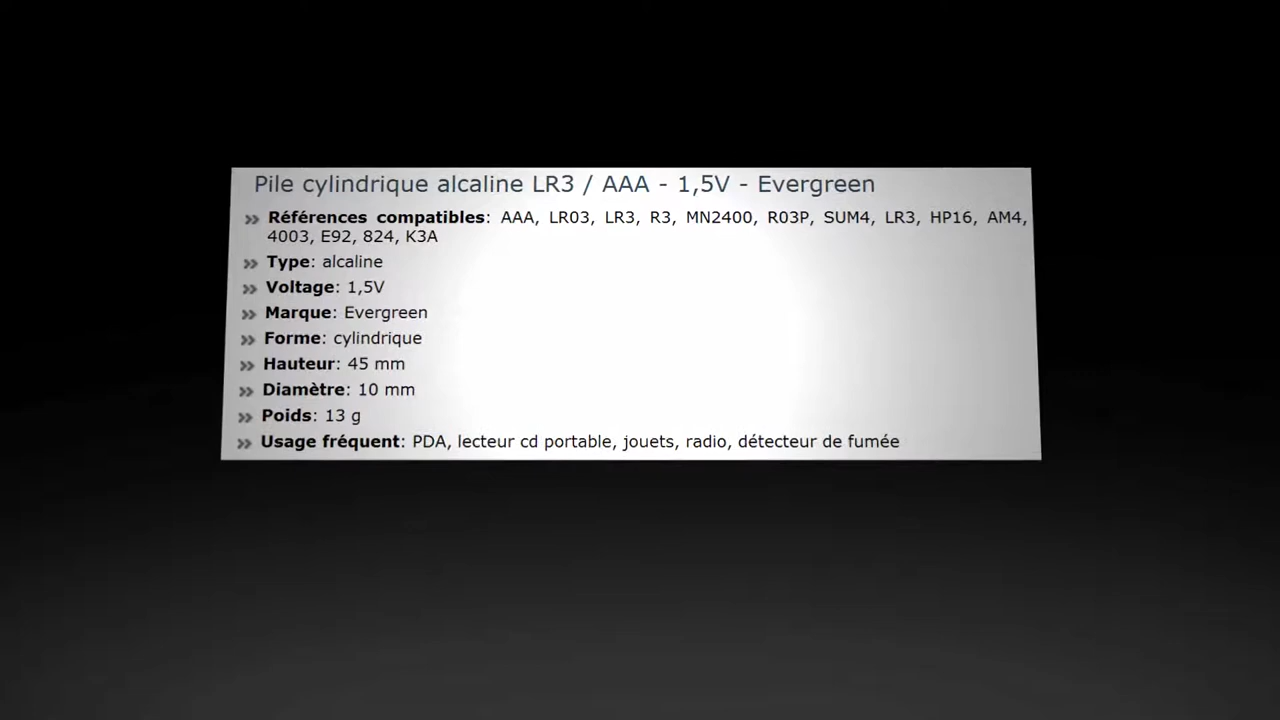 Pile cylindrique alcaline LR3 / AAA - 1,5V - Evergreen
Références compatibles: AAA, LR03, LR3, R3, MN2400, R03P, SUM4, LR3, HP16, AM4,
4003, E92, 824, K3A
Type: alcaline
Voltage: 1,5V
Marque: Evergreen
Forme: cylindrique
Hauteur: 45 mm
Diamètre: 10 mm
Poids: 13 g
Usage fréquent: PDA, lecteur cd portable, jouets, radio, détecteur de fumée